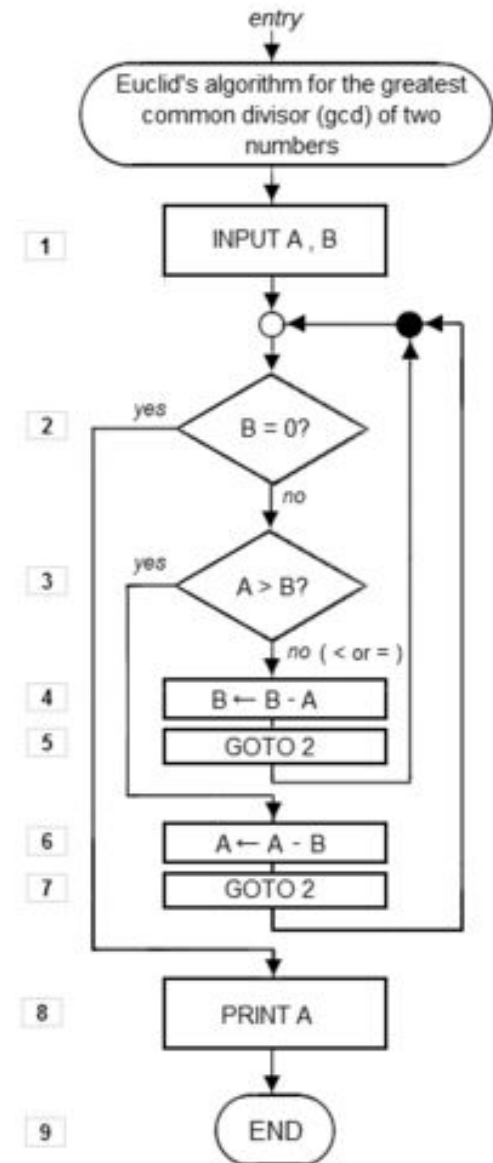 entry
Euclid's algorithm for the greatest
common divisor (gcd) of two
numbers
1
INPUT A , B
2
yes
B = 0?
no
3
yes
A > B?
no ( < or = )
4
B ← B - A
5
GOTO 2
6
A ← A - B
7
GOTO 2
8
PRINT A
9
END